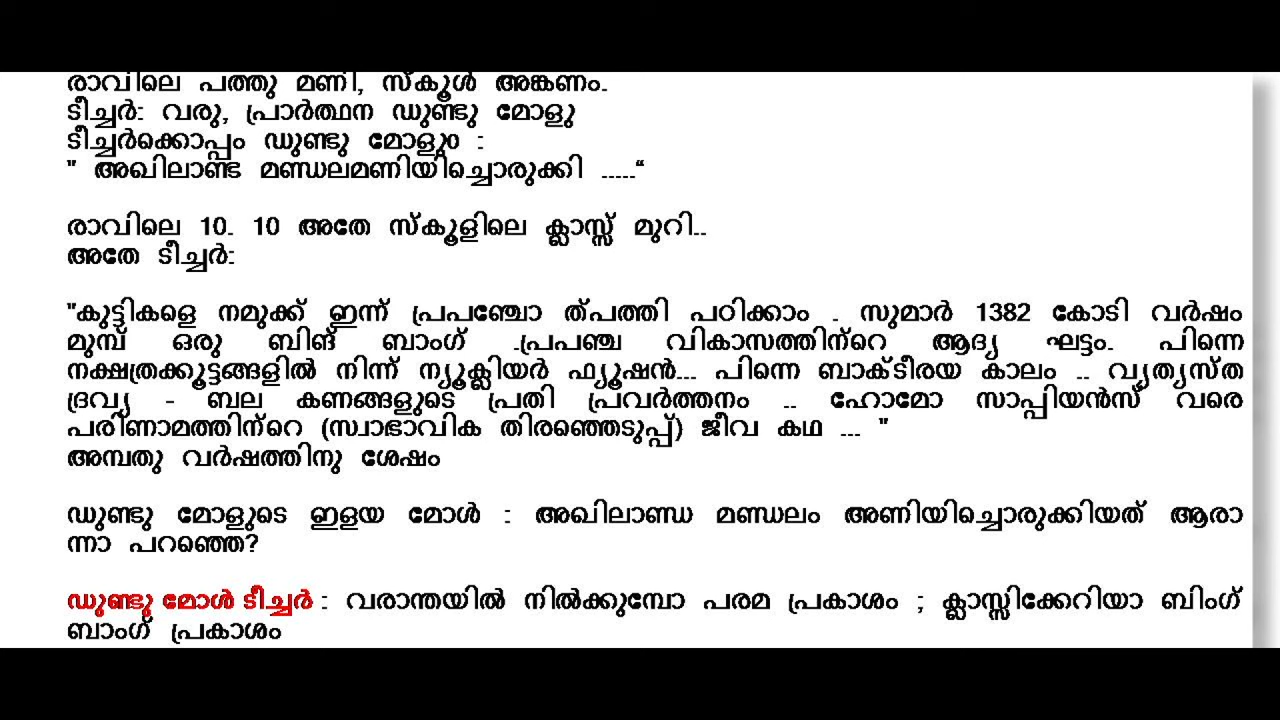 രാവിലെ പത്തു മണി, സ്കൂൾ അങ്കണം.
ടീച്ചർ: വരു, പ്രാർത്ഥന ഡുണ്ടു മോളു
ടീച്ചർക്കൊപ്പം ഡുണ്ടു മോളും :
" അഖിലാണ്ട മണ്ഡലമണിയിച്ചൊരുക്കി .....“
രാവിലെ 10. 10 അതേ സ്കൂളിലെ ക്ലാസ്സ് മുറി..
അതേ ടീച്ചർ:
"കുട്ടികളെ നമുക്ക് ഇന്ന് പ്രപഞ്ചോ ത്പത്തി പഠിക്കാം . സുമാർ 1382 കോടി വർഷം
മുമ്പ് ഒരു ബിങ് ബാംഗ് .പ്രപഞ്ച വികാസത്തിന്റെ ആദ്യ ഘട്ടം. പിന്നെ
നക്ഷത്രക്കൂട്ടങ്ങളിൽ നിന്ന് ന്യൂക്ലിയർ ഫ്യൂഷൻ... പിന്നെ ബാക്ടീരയ കാലം .. വ്യത്യസ്ത
ദ്രവ്യ - ബല കണങ്ങളുടെ പ്രതി പ്രവർത്തനം .. ഹോമോ സാപ്പിയൻസ് വരെ
പരിണാമത്തിന്റെ (സ്വാഭാവിക തിരഞ്ഞെടുപ്പ്) ജീവ കഥ ... "
അമ്പതു വർഷത്തിനു ശേഷം
ഡുണ്ടു മോളുടെ ഇളയ മോൾ : അഖിലാണ്ഡ മണ്ഡലം അണിയിച്ചൊരുക്കിയത് ആരാ
ന്നാ പറഞ്ഞെ?
ഡുണ്ടു മോൾ ടീച്ചർ : വരാന്തയിൽ നിൽക്കുമ്പോ പരമ പ്രകാശം ; ക്ലാസ്സിക്കേറിയാ ബിംഗ്
ബാംഗ് പ്രകാശം